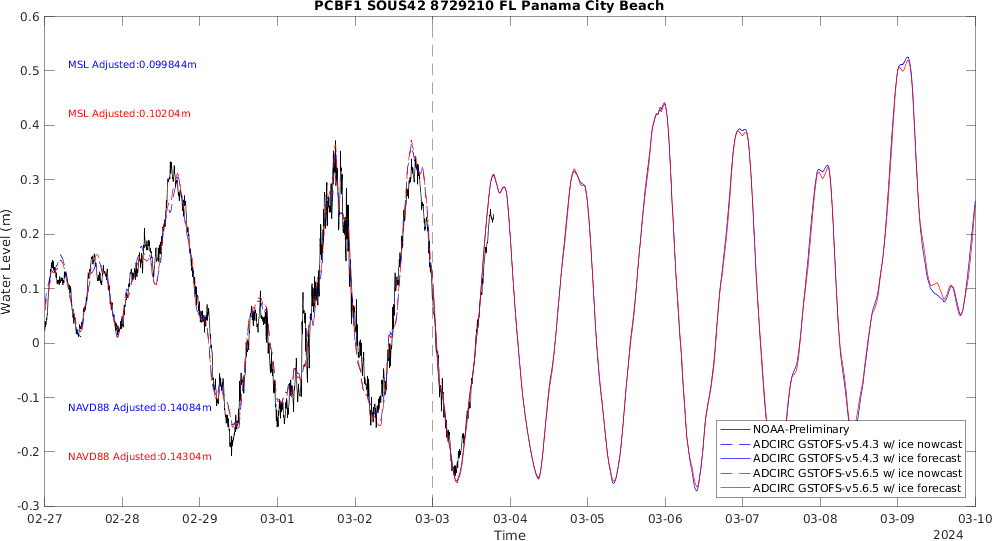 PCBF1 SOUS42 8729210 FL Panama City Beach
0.6
0.5
0.4
0.3
0.2
0.1
0
-0.1
-0.2
-0.3
Water Level (m)
MSL Adjusted:0.099844m
MSL Adjusted:0.10204m
NAVD88 Adjusted:0.14084m
NAVD88 Adjusted:0.14304m
NOAA-Preliminary
ADCIRC GSTOFS-v5.4.3 w/ ice nowcast
ADCIRC GSTOFS-v5.4.3 w/ ice forecast
ADCIRC GSTOFS-v5.6.5 w/ ice nowcast
ADCIRC GSTOFS-v5.6.5 w/ ice forecast
02-27 02-28 02-29 03-01 03-02 03-03 03-04 03-05 03-06 03-07 03-08 03-09 03-10
Time
2024